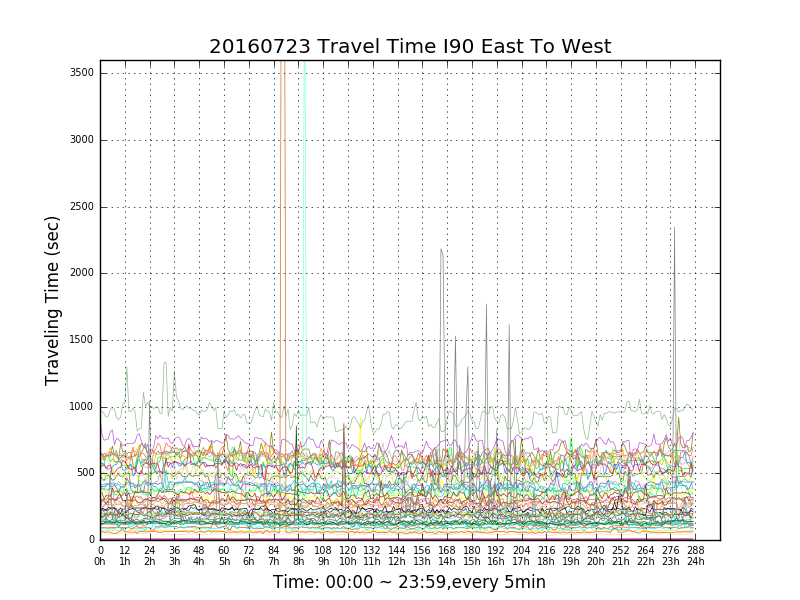 20160723 Travel Time I90 East To West
Traveling Time (sec)
3500
3000
2500
2000
1500
1000
500
0
0 12 24 36 48 60 72 84 96 108 120 132 144 156 168 180 192 204 216 228 240 252 264 276 288
0h 1h 2h 3h 4h 5h 6h 7h 8h 9h 10h 11h 12h 13h 14h 15h 16h 17h 18h 19h 20h 21h 22h 23h 24h
Time: 00:00 ~ 23:59,every 5min